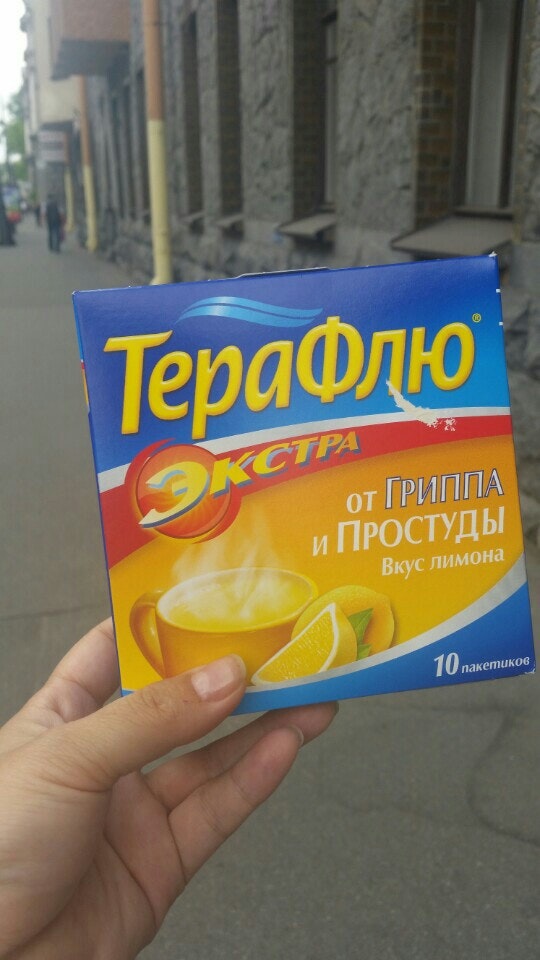 ТераФлю®
Экстра
от Гриппа
и Простуды
Вкус лимона
10 пакетиков